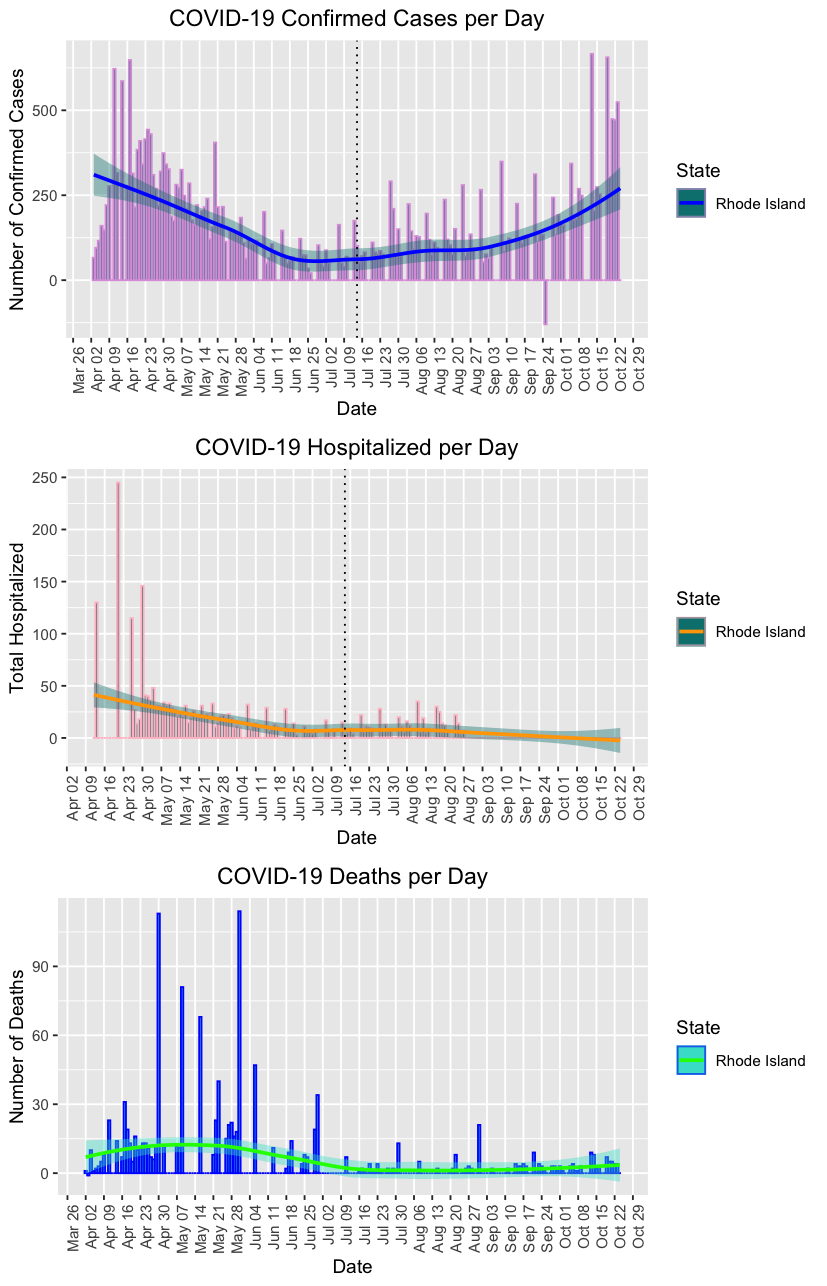 COVID-19 Confirmed Cases per Day
Number of Confirmed Cases
500
250
0
Mar 26
Apr 02
Apr 09
Apr 16
Apr 23
Apr 30
May 07
May 14
May 21
May 28
Jun 04
Jun 11
Jun 18
Jun 25
Jul 02
Jul 09
Jul 16
Jul 23
Jul 30
Aug 06
Aug 13
Aug 20
Aug 27
Sep 03
Sep 10
Sep 17
Sep 24
Oct 01
Oct 08
Oct 15
Oct 22
Oct 29
Date
State
Rhode Island
COVID-19 Hospitalized per Day
Total Hospitalized
250
200
150
100
50
0
Apr 02
Apr 09
Apr 16
Apr 23
Apr 30
May 07
May 14
May 21
May 28
Jun 04
Jun 11
Jun 18
Jun 25
Jul 02
Jul 09
Jul 16
Jul 23
Jul 30
Aug 06
Aug 13
Aug 20
Aug 27
Sep 03
Sep 10
Sep 17
Sep 24
Oct 01
Oct 08
Oct 15
Oct 22
Oct 29
Date
State
Rhode Island
COVID-19 Deaths per Day
Number of Deaths
90
60
30
0
Mar 26
Apr 02
Apr 09
Apr 16
Apr 23
Apr 30
May 07
May 14
May 21
May 28
Jun 04
Jun 11
Jun 18
Jun 25
Jul 02
Jul 09
Jul 16
Jul 23
Jul 30
Aug 06
Aug 13
Aug 20
Aug 27
Sep 03
Sep 10
Sep 17
Sep 24
Oct 01
Oct 08
Oct 15
Oct 22
Oct 29
Date
State
Rhode Island